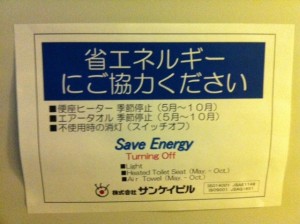 省エネルギー
にご協力ください
■便座ヒーター 季節停止（5月～10月）
■エアータオル 季節停止（5月～10月）
■不使用時の消灯（スイッチオフ）
Save Energy
Turning Off
■Light
■Heated Toilet Seat (May. - Oct.)
■Air Towel (May. - Oct.)
株式会社 サンケイビル